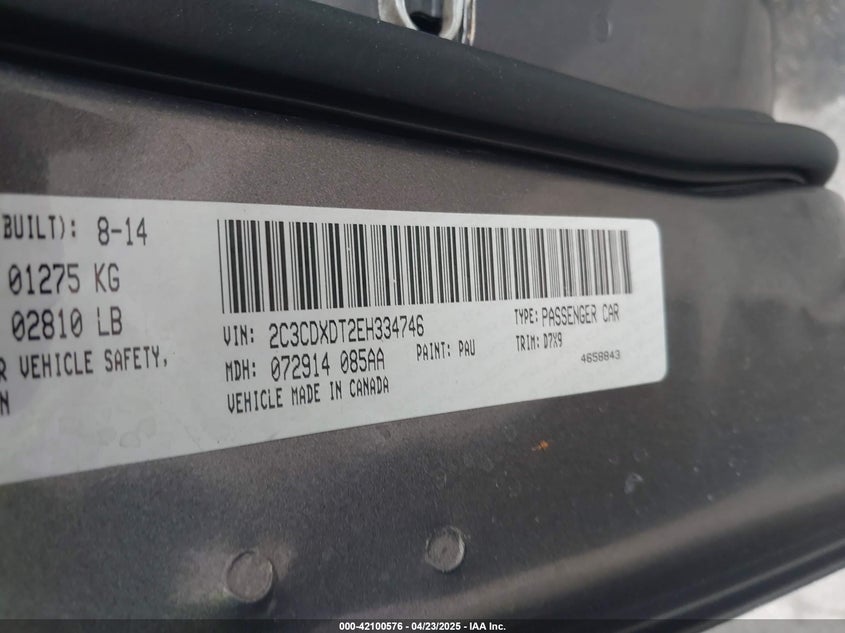 BUILT): 8-14
01275 KG
02810 LB
R VEHICLE SAFETY,
N
VIN: 2C3CDXDT2EH334746
TYPE: PASSENGER CAR
MDH: 072914 085AA
PAINT: PAU
TRIM: D7X9
VEHICLE MADE IN CANADA
4658843
000-42100576 - 04/23/2025 - IAA Inc.